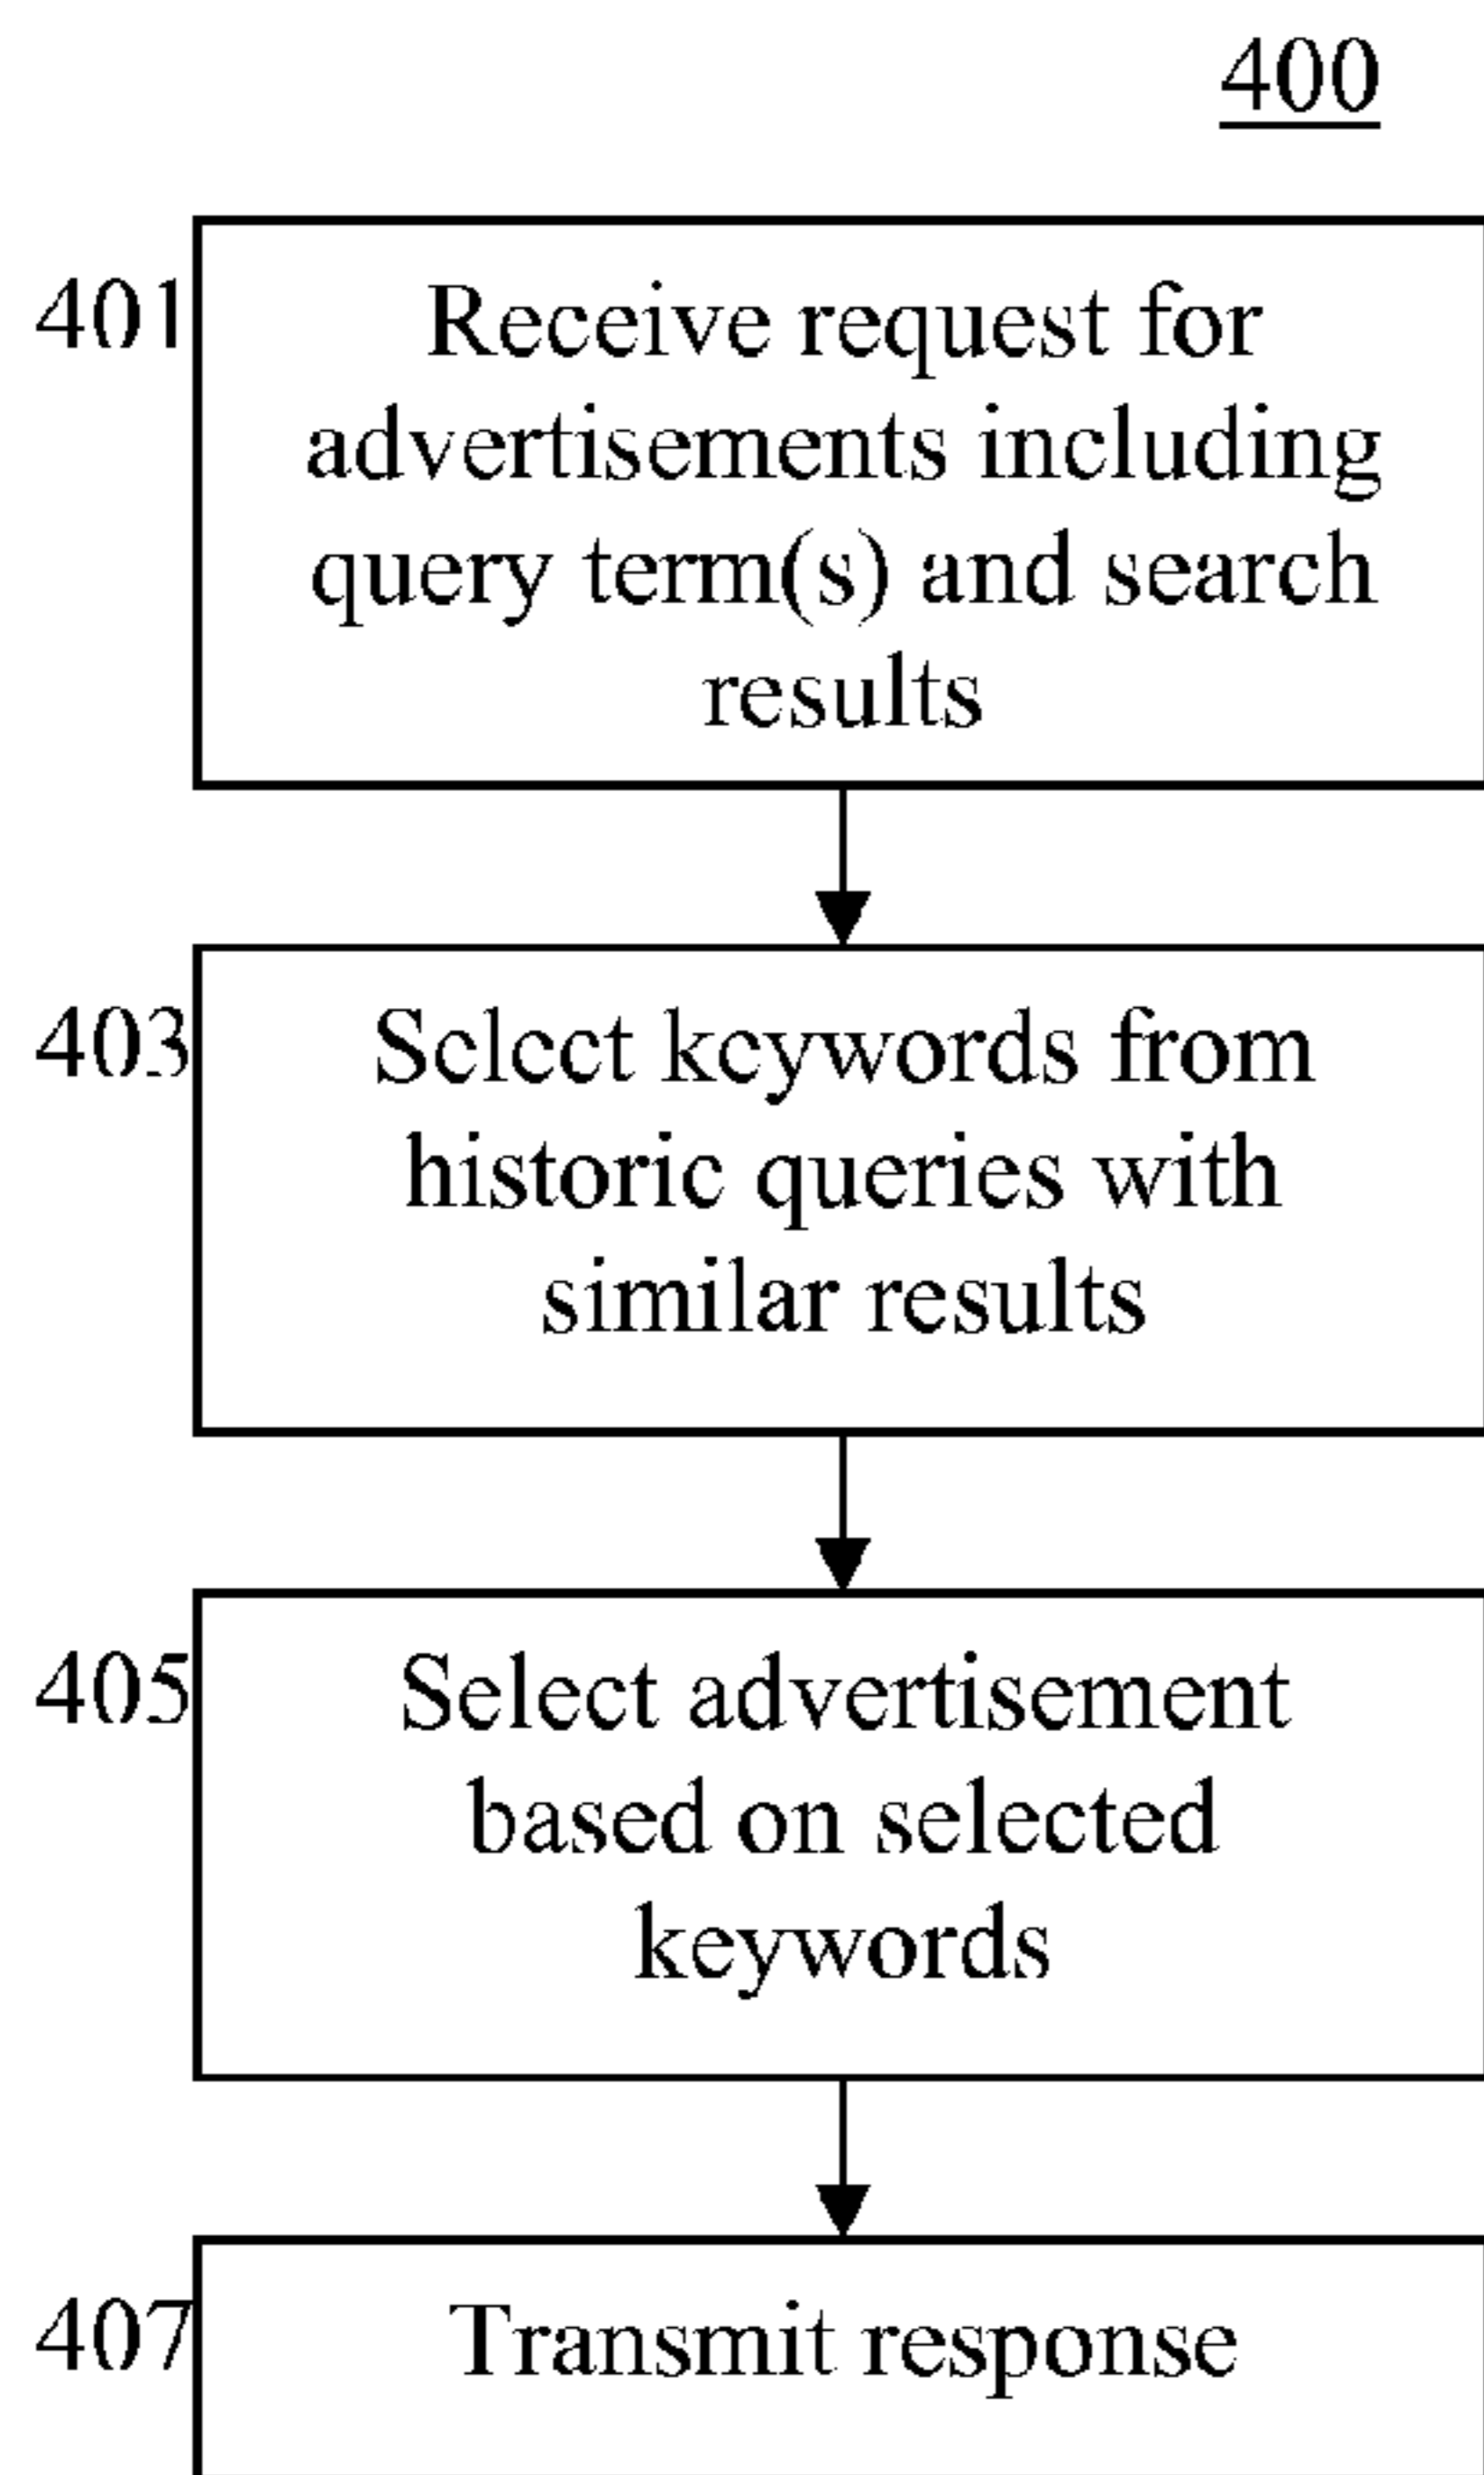 400
401
Receive request for
advertisements including
query term(s) and search
results
403
Select keywords from
historic queries with
similar results
405
Select advertisement
based on selected
keywords
407
Transmit response